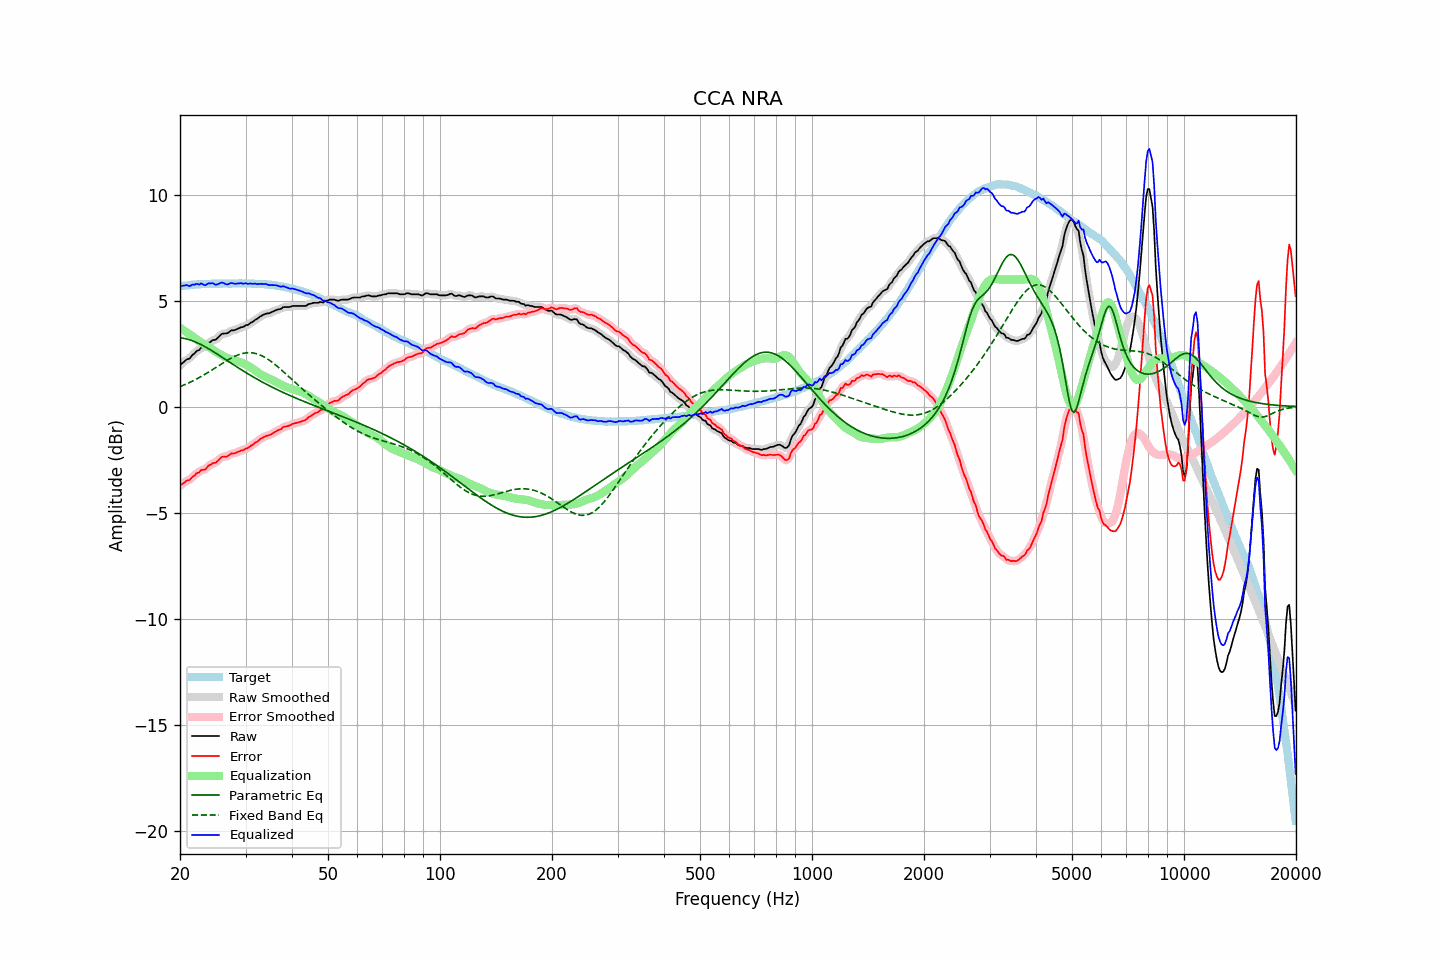 CCA NRA
Amplitude (dBr)
10
5
0
−5
−10
−15
−20
Target
Raw Smoothed
Error Smoothed
Raw
Error
Equalization
Parametric Eq
Fixed Band Eq
Equalized
20 50 100 200 500 1000 2000 5000 10000 20000
Frequency (Hz)